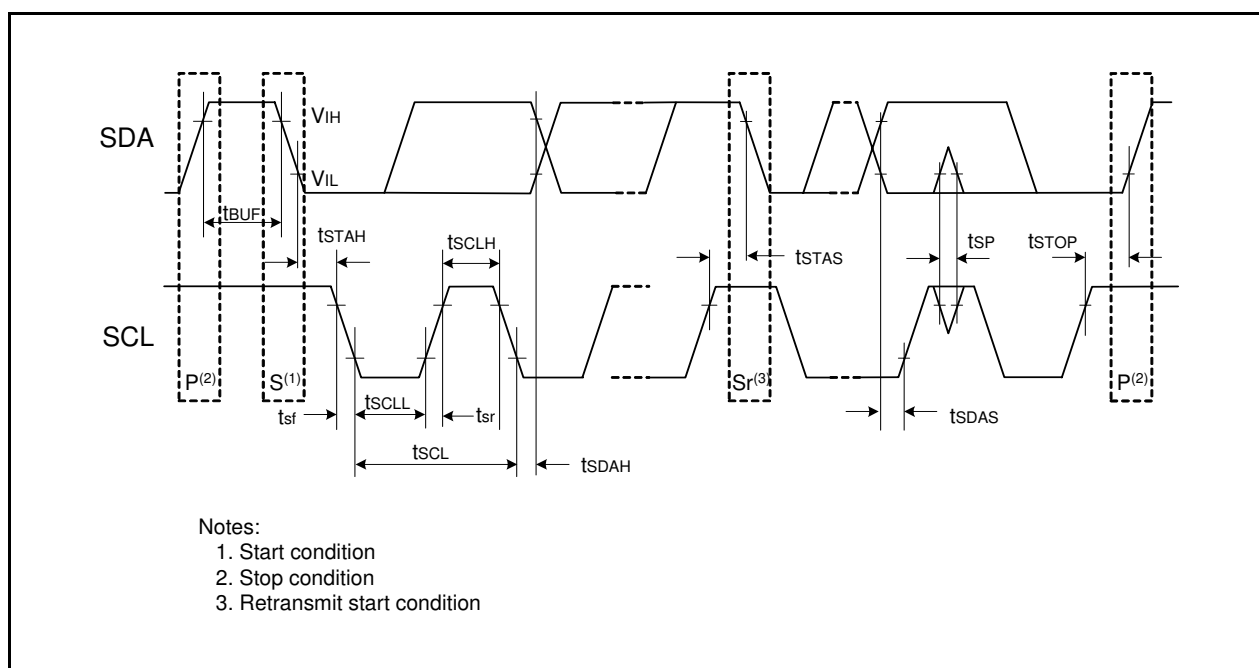 SDA
VIH
VIL
tBUF
tSTAH
tSCLH
tSTAS
tSP
tSTOP
SCL
P(2)
S(1)
Sr(3)
P(2)
tsf
tSCLL
tsr
tSDAS
tSCL
tSDAH
Notes:
1. Start condition
2. Stop condition
3. Retransmit start condition